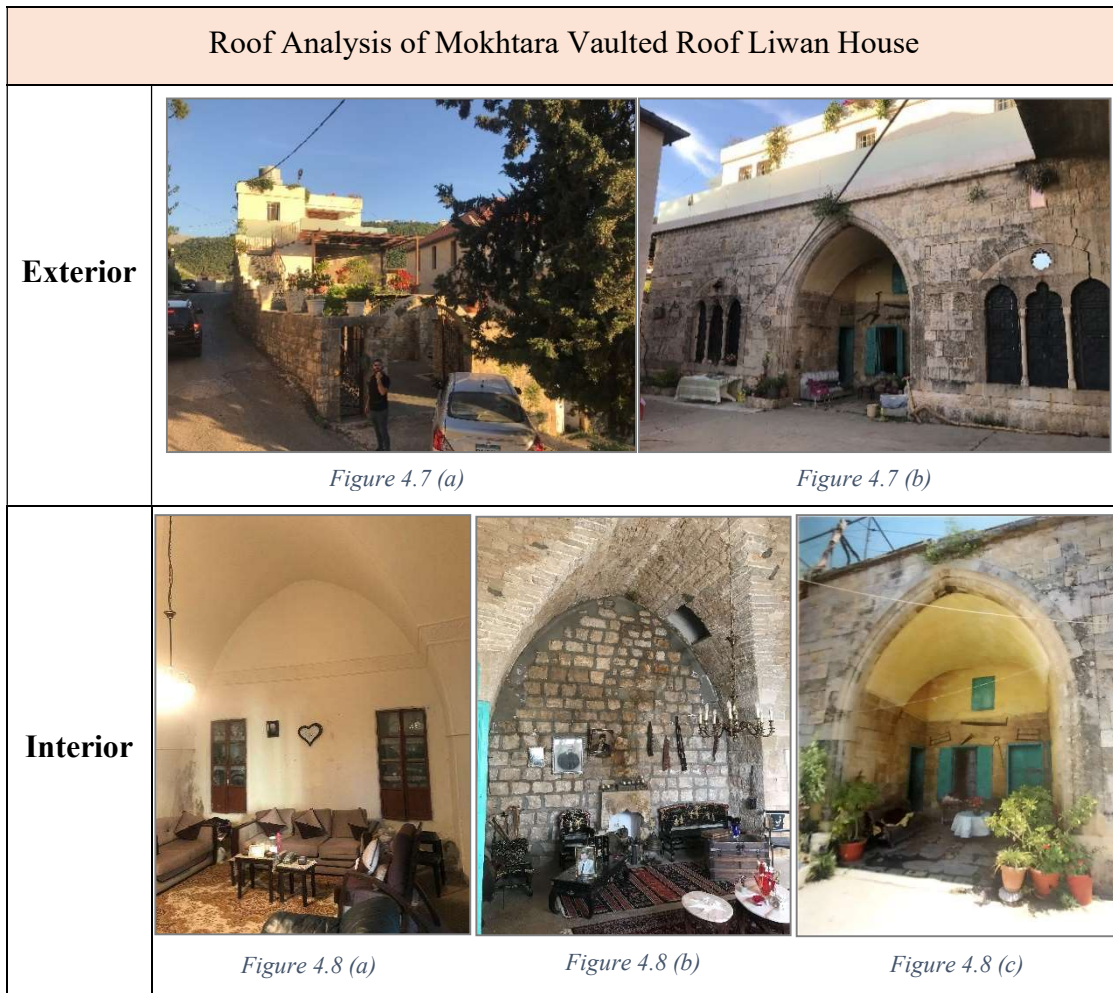 Roof Analysis of Mokhtara Vaulted Roof Liwan House
Exterior
Figure 4.7 (a)
Figure 4.7 (b)
Interior
Figure 4.8 (a)
Figure 4.8 (b)
Figure 4.8 (c)